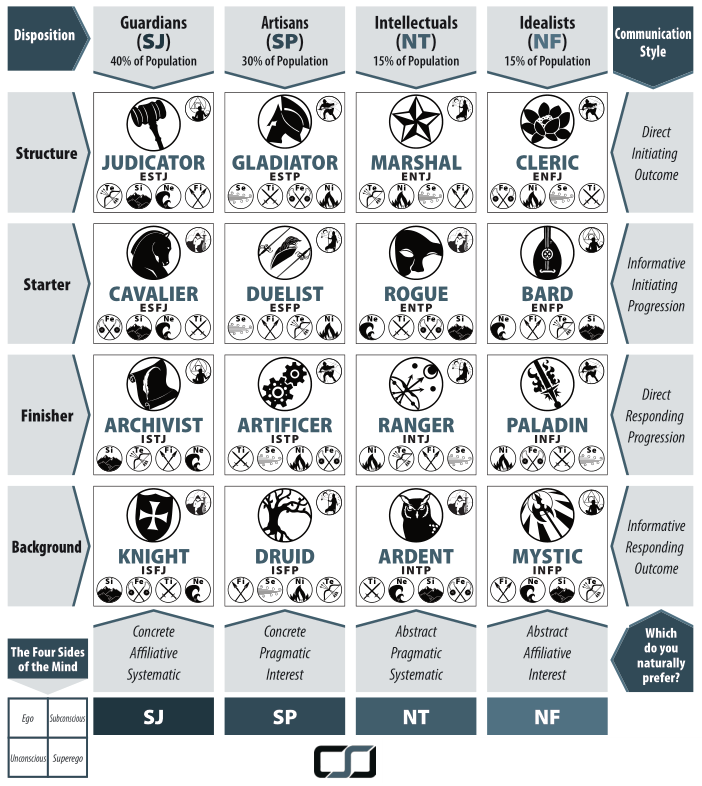 Disposition
Guardians
(SJ)
40% of Population
Artisans
(SP)
30% of Population
Intellectuals
(NT)
15% of Population
Idealists
(NF)
15% of Population
Communication
Style
Structure
JUDICATOR
ESTJ
Te Si Ne Fi
GLADIATOR
ESTP
Se Ti Fe Ni
MARSHAL
ENTJ
Te Ni Se Fi
CLERIC
ENFJ
Fe Ni Se Ti
Direct
Initiating
Outcome
Starter
CAVALIER
ESFJ
Fe Si Ne Ti
DUELIST
ESFP
Se Fi Te Ni
ROGUE
ENTP
Ne Ti Fe Si
BARD
ENFP
Ne Fi Te Si
Informative
Initiating
Progression
Finisher
ARCHIVIST
ISTJ
Si Te Fi Ne
ARTIFICER
ISTP
Ti Se Ni Fe
RANGER
INTJ
Ni Te Fi Se
PALADIN
INFJ
Ni Fe Ti Se
Direct
Responding
Progression
Background
KNIGHT
ISFJ
Si Fe Ti Ne
DRUID
ISFP
Fi Se Ni Te
ARDENT
INTP
Ti Ne Si Fe
MYSTIC
INFP
Fi Ne Si Te
Informative
Responding
Outcome
The Four Sides
of the Mind
Concrete
Affiliative
Systematic
Concrete
Pragmatic
Interest
Abstract
Pragmatic
Systematic
Abstract
Affiliative
Interest
Which
do you
naturally
prefer?
Ego
Subconscious
Unconscious
Superego
SJ
SP
NT
NF